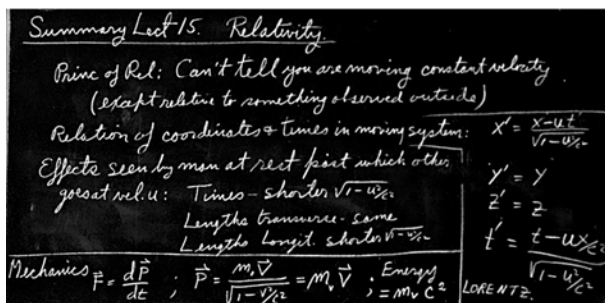 Summary Lect 15. Relativity.
Princ of Rel: Can't tell you are moving constant velocity
(except relative to something observed outside)
Relation of coordinates & times in moving system:
x' = x-ut / √1-u²/c²
y' = y
z' = z
t' = t-ux/c² / √1-u²/c²
LORENTZ
Effects seen by man at rest past which other
goes at vel. u: Times - shorter √1-u²/c²
Lengths transverse - same
Lengths Longit. shorter √1-u²/c²
Mechanics F⃗ = dP⃗/dt ; P⃗ = m₀V⃗ / √1-v²/c² = mᵥV⃗ ; Energy = mᵥc²